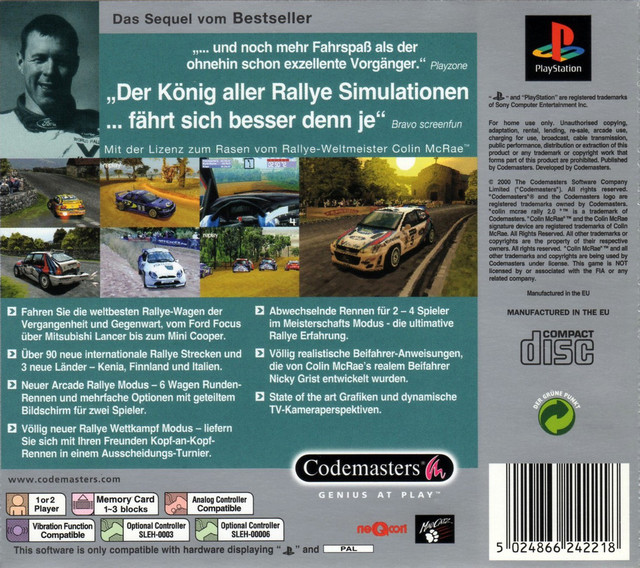 Das Sequel vom Bestseller
„... und noch mehr Fahrspaß als der
ohnehin schon exzellente Vorgänger.“ Playzone
„Der König aller Rallye Simulationen
... fährt sich besser denn je“ Bravo screenfun
Mit der Lizenz zum Rasen vom Rallye-Weltmeister Colin McRae™
Fahren Sie die weltbesten Rallye-Wagen der
Vergangenheit und Gegenwart, vom Ford Focus
über Mitsubishi Lancer bis zum Mini Cooper.
Über 90 neue internationale Rallye Strecken und
3 neue Länder – Kenia, Finnland und Italien.
Neuer Arcade Rallye Modus – 6 Wagen Runden-
Rennen und mehrfache Optionen mit geteiltem
Bildschirm für zwei Spieler.
Völlig neuer Rallye Wettkampf Modus – liefern
Sie sich mit Ihren Freunden Kopf-an-Kopf-
Rennen in einem Ausscheidungs-Turnier.
Abwechselnde Rennen für 2 – 4 Spieler
im Meisterschafts Modus - die ultimative
Rallye Erfahrung.
Völlig realistische Beifahrer-Anweisungen,
die von Colin McRae's realem Beifahrer
Nicky Grist entwickelt wurden.
State of the art Grafiken und dynamische
TV-Kameraperspektiven.
www.codemasters.com
Codemasters
GENIUS AT PLAY™
1 or 2
Player
Memory Card
1–3 blocks
Analog Controller
Compatible
Vibration Function
Compatible
Optional Controller
SLEH-0003
Optional Controller
SLEH-00006
neGcon
MadCatz
This software is only compatible with hardware displaying " " and PAL
PlayStation
" " and "PlayStation" are registered trademarks
of Sony Computer Entertainment Inc.
For home use only. Unauthorised copying,
adaptation, rental, lending, re-sale, arcade use,
charging for use, broadcast, cable transmission,
public performance, distribution or extraction of this
product or any trademark or copyright work that
forms part of this product are prohibited. Published
by Codemasters. Developed by Codemasters.
© 2000 The Codemasters Software Company
Limited ("Codemasters"). All rights reserved.
"Codemasters"® and the Codemasters logo are
registered trademarks owned by Codemasters.
"colin mcrae rally 2.0 "™ is a trademark of
Codemasters. "Colin McRae"® and the Colin McRae
signature device are registered trademarks of Colin
McRae. All Rights Reserved. All other trademarks or
copyrights are the property of their respective
owners. All rights reserved. "Colin McRae"™ and all
other trademarks and copyrights are being used by
Codemasters under license. This game is NOT
licensed by or associated with the FIA or any
related company.
Manufactured in the EU
MANUFACTURED IN THE EU
COMPACT
disc
DER GRÜNE PUNKT
5 024866 242218